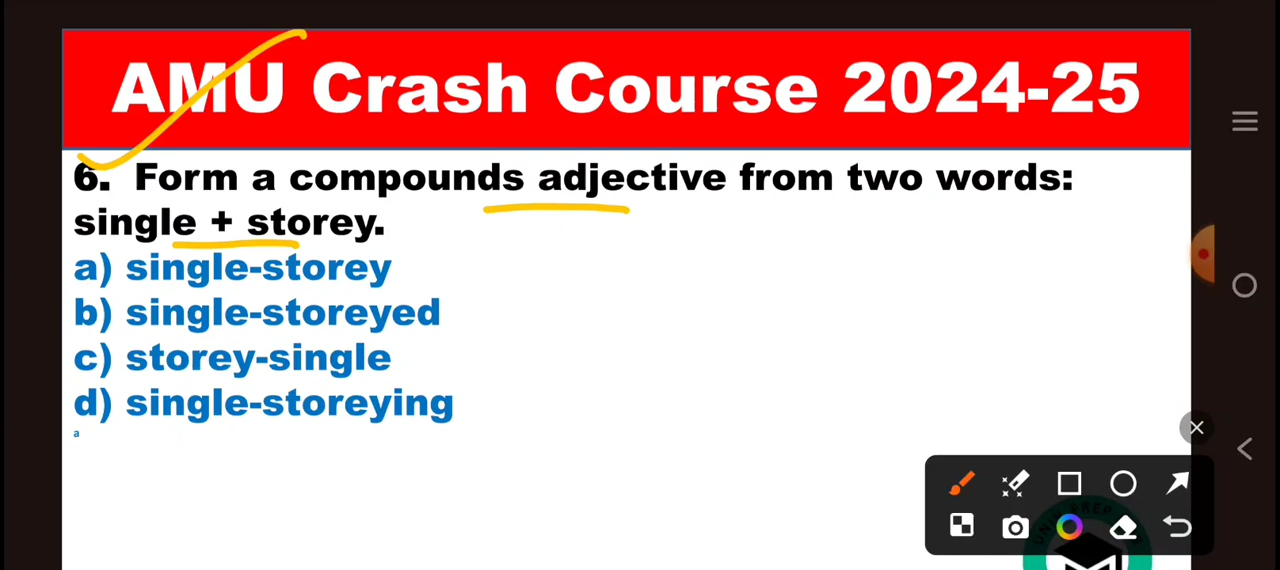 AMU Crash Course 2024-25
6. Form a compounds adjective from two words:
single + storey.
a) single-storey
b) single-storeyed
c) storey-single
d) single-storeying
a